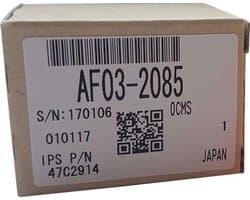 AF03-2085
S/N:170106
OCMS
010117
1
IPS P/N
47C2914
JAPAN